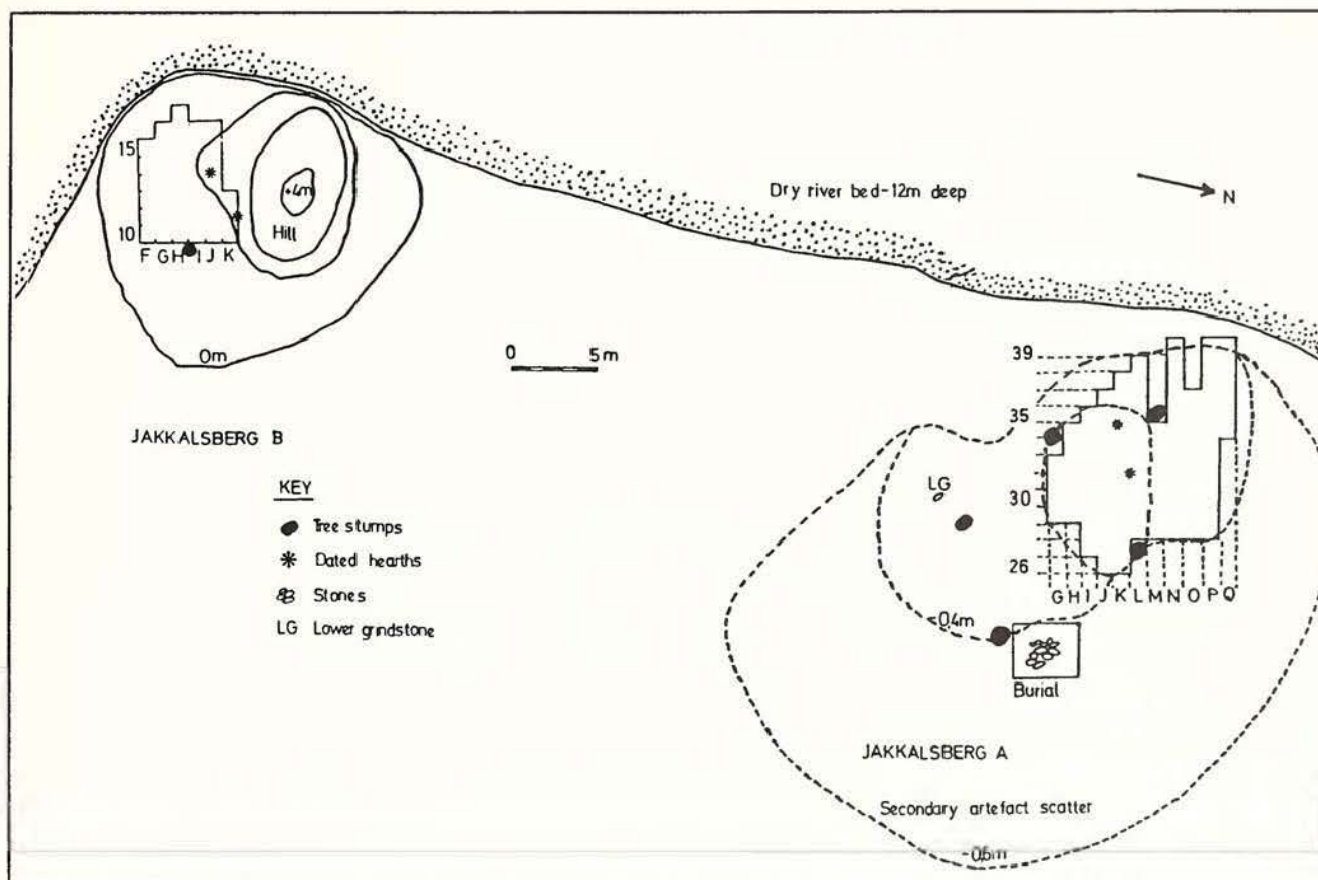 Dry river bed-12m deep
N
15
+4m
Hill
10
F G H I J K
0m
0 5m
JAKKALSBERG B
KEY
Tree stumps
Dated hearths
Stones
LG Lower grindstone
39
35
30
26
G H I J K L M N O P Q
LG
-0,4m
Burial
JAKKALSBERG A
Secondary artefact scatter
-0,6m